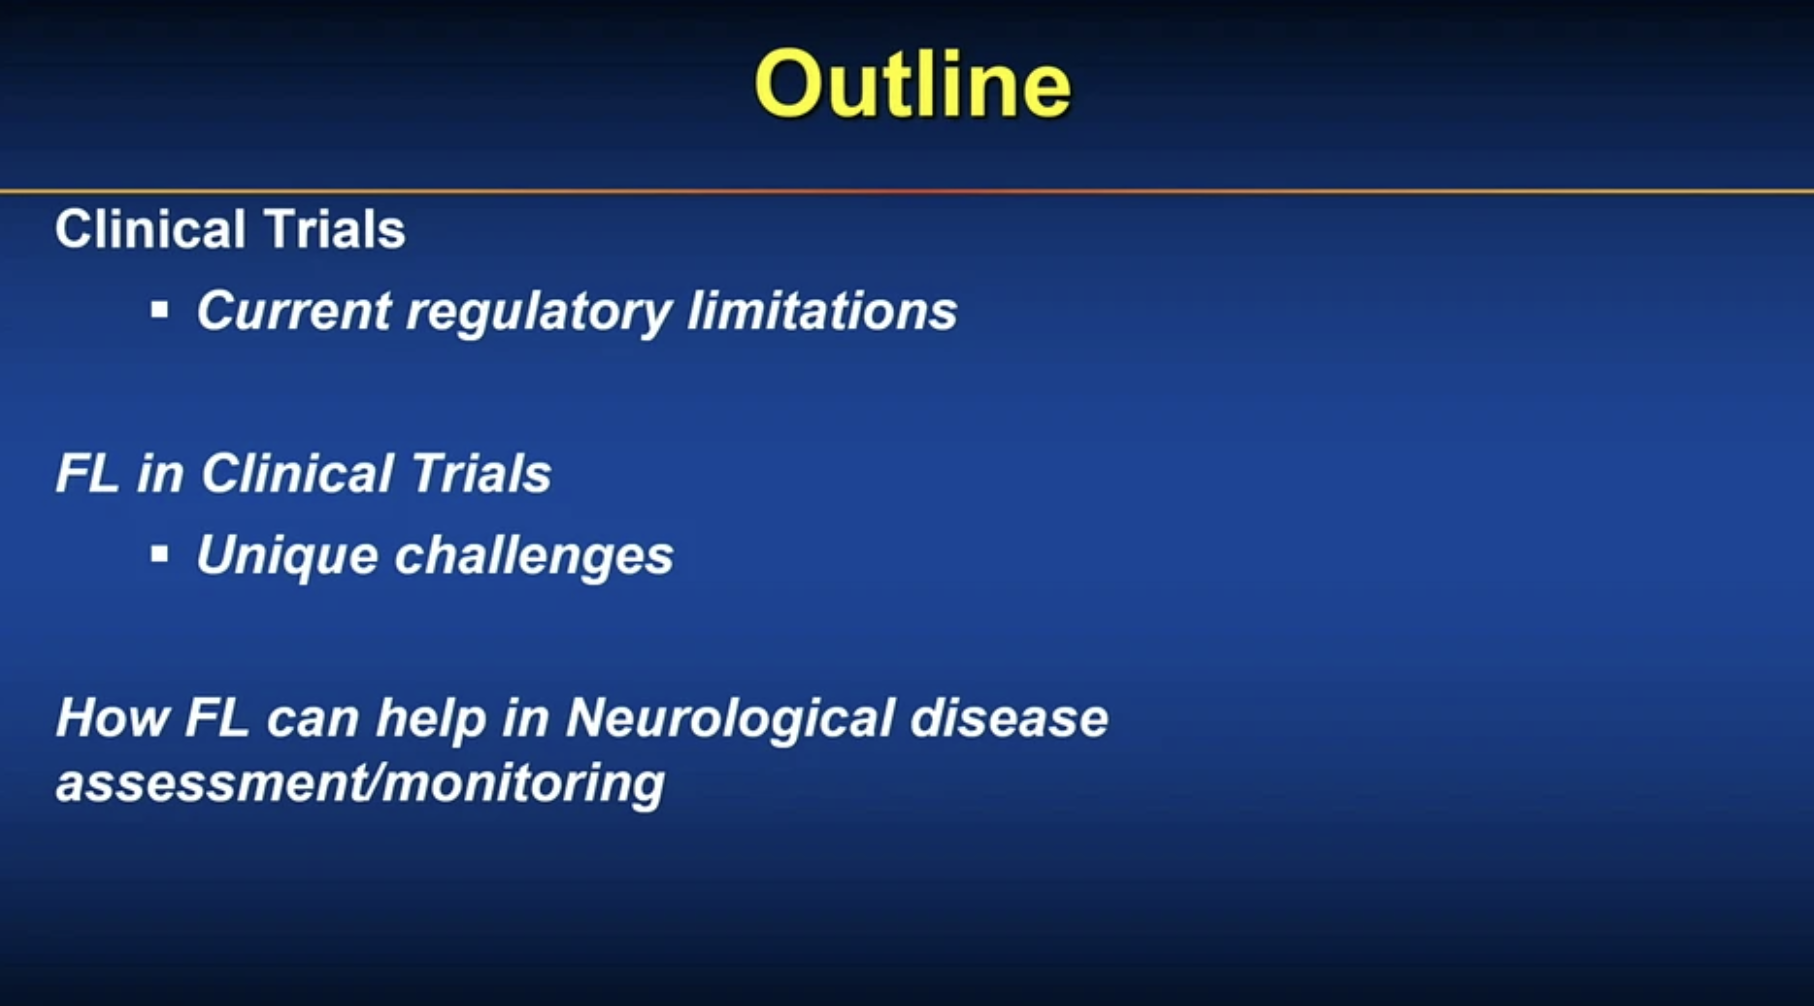 Outline
Clinical Trials
▪ Current regulatory limitations
FL in Clinical Trials
▪ Unique challenges
How FL can help in Neurological disease
assessment/monitoring